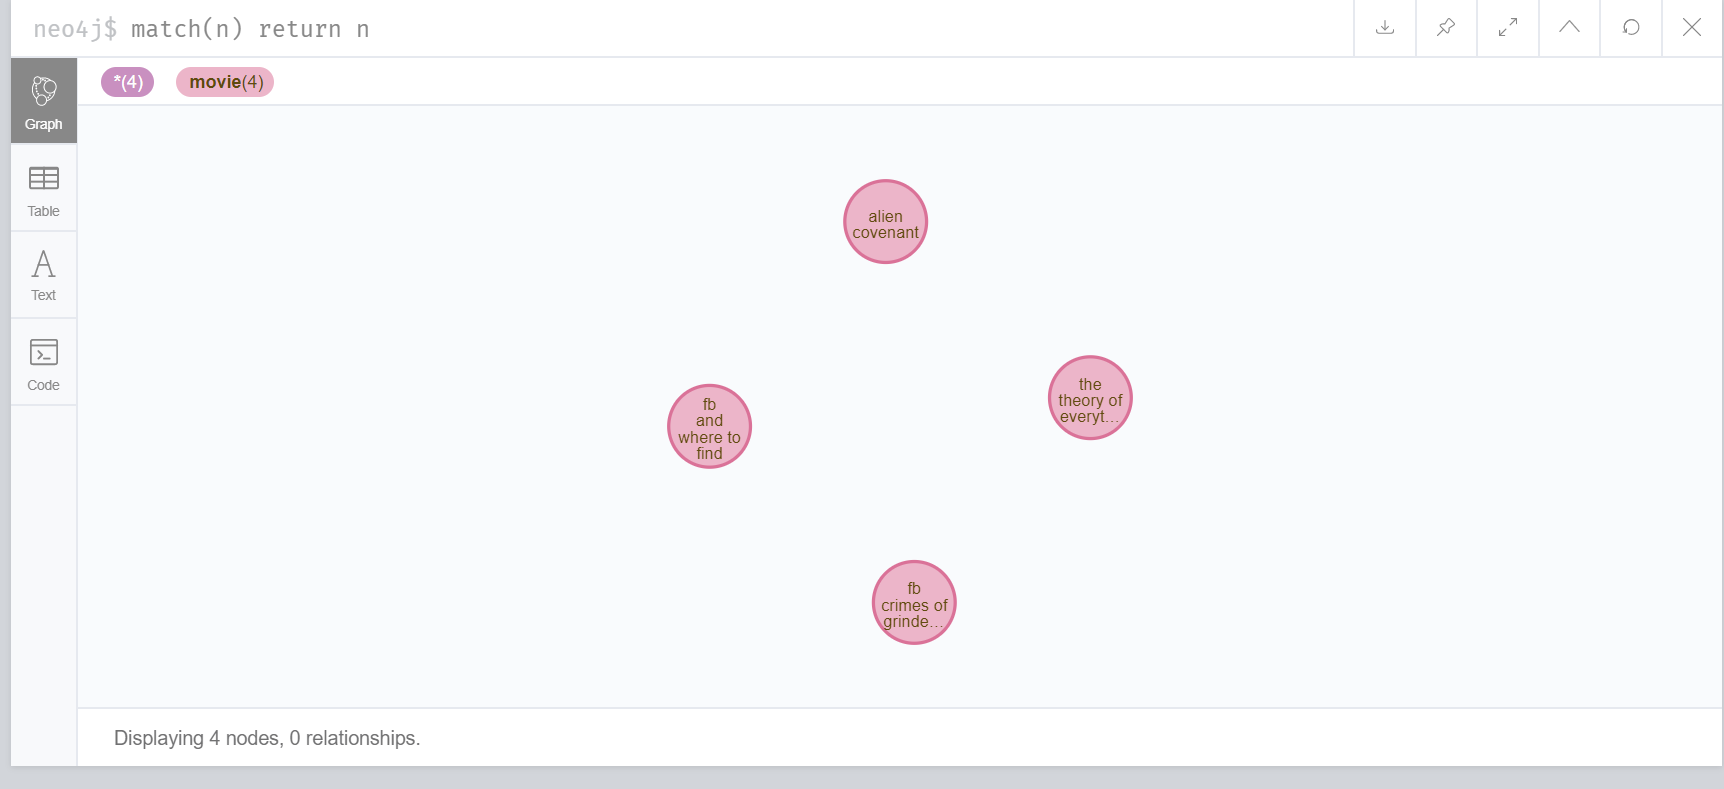 neo4j$ match(n) return n
*(4) movie(4)
Graph
Table
Text
Code
alien
covenant
the
theory of
everyt...
fb
and
where to
find
fb
crimes of
grinde...
Displaying 4 nodes, 0 relationships.